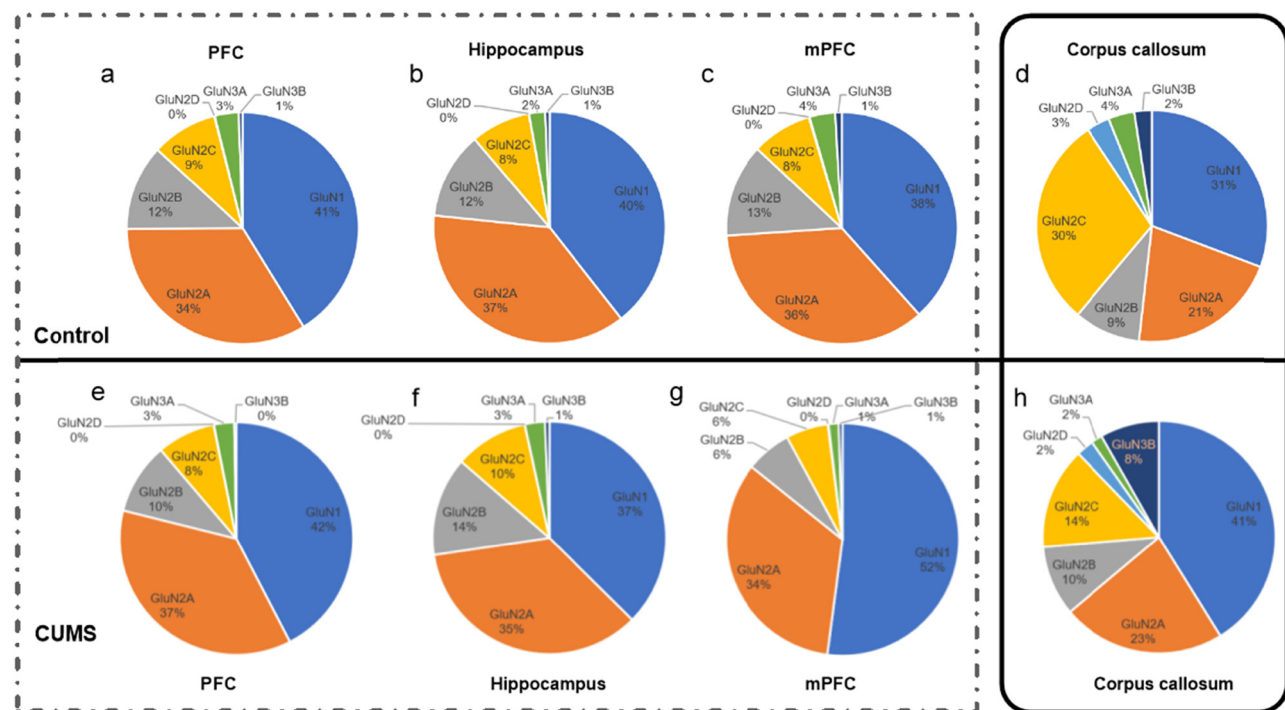 PFC
a
GluN2D
0%
GluN3A
3%
GluN3B
1%
GluN2C
9%
GluN2B
12%
GluN1
41%
GluN2A
34%
Hippocampus
b
GluN2D
0%
GluN3A
2%
GluN3B
1%
GluN2C
8%
GluN2B
12%
GluN1
40%
GluN2A
37%
mPFC
c
GluN2D
0%
GluN3A
4%
GluN3B
1%
GluN2C
8%
GluN2B
13%
GluN1
38%
GluN2A
36%
Corpus callosum
d
GluN2D
3%
GluN3A
4%
GluN3B
2%
GluN1
31%
GluN2C
30%
GluN2B
9%
GluN2A
21%
Control
e
GluN2D
0%
GluN3A
3%
GluN3B
0%
GluN2C
8%
GluN2B
10%
GluN1
42%
GluN2A
37%
PFC
f
GluN2D
0%
GluN3A
3%
GluN3B
1%
GluN2C
10%
GluN2B
14%
GluN1
37%
GluN2A
35%
Hippocampus
g
GluN2C
6%
GluN2D
0%
GluN3A
1%
GluN3B
1%
GluN2B
6%
GluN1
52%
GluN2A
34%
mPFC
h
GluN3A
2%
GluN2D
2%
GluN3B
8%
GluN1
41%
GluN2C
14%
GluN2B
10%
GluN2A
23%
Corpus callosum
CUMS